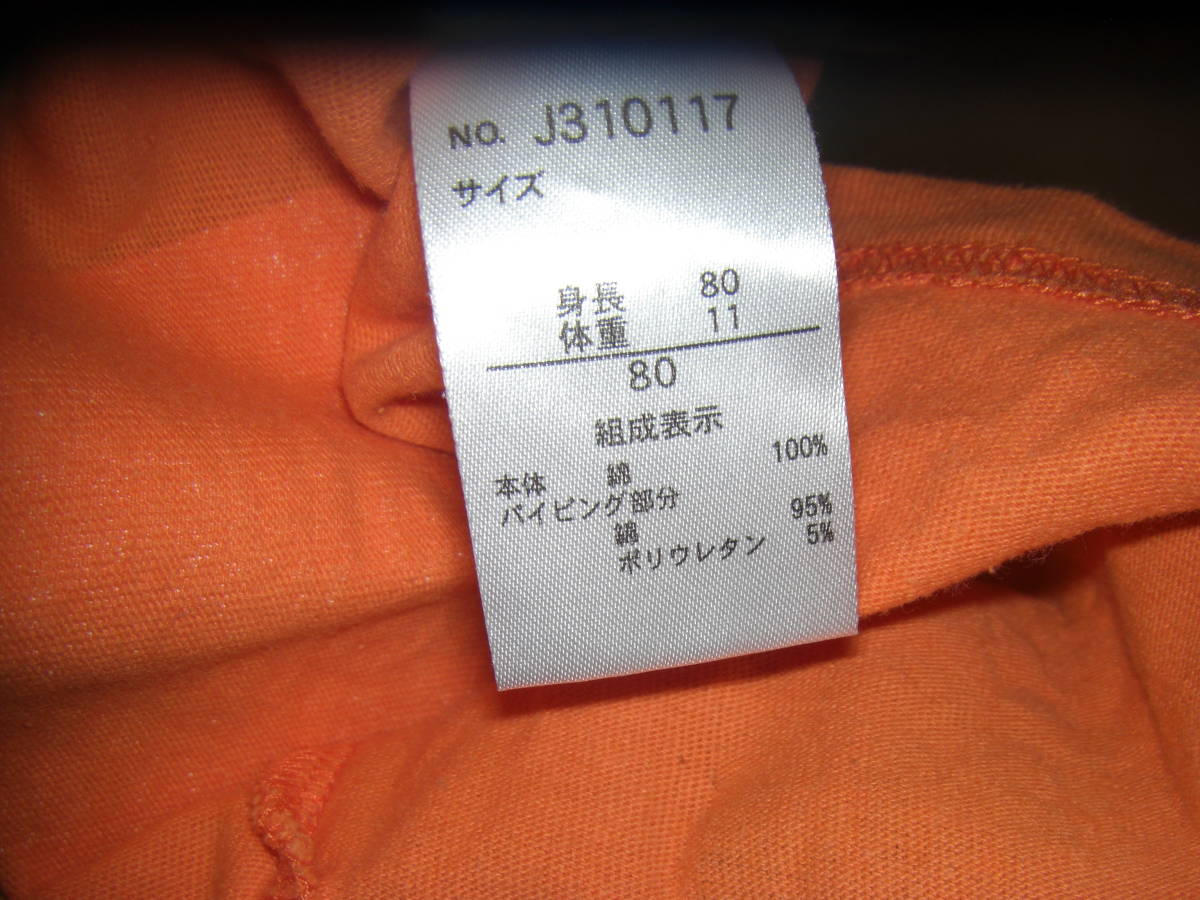 NO. J310117
サイズ
身長 80
体重 11
80
組成表示
本体 綿 100%
パイピング部分
綿 95%
ポリウレタン 5%